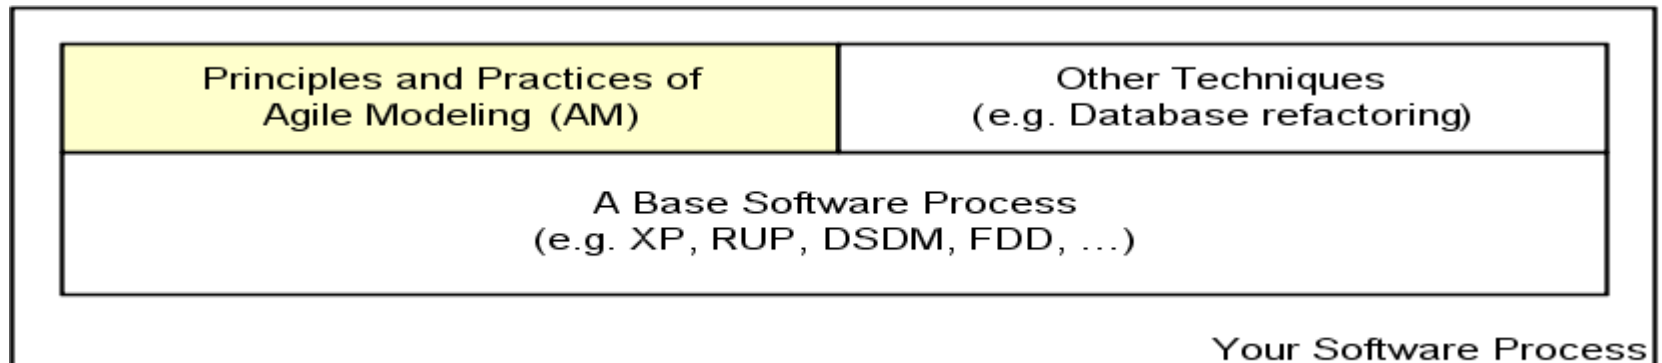 Principles and Practices of
Agile Modeling (AM)
Other Techniques
(e.g. Database refactoring)
A Base Software Process
(e.g. XP, RUP, DSDM, FDD, ...)
Your Software Process